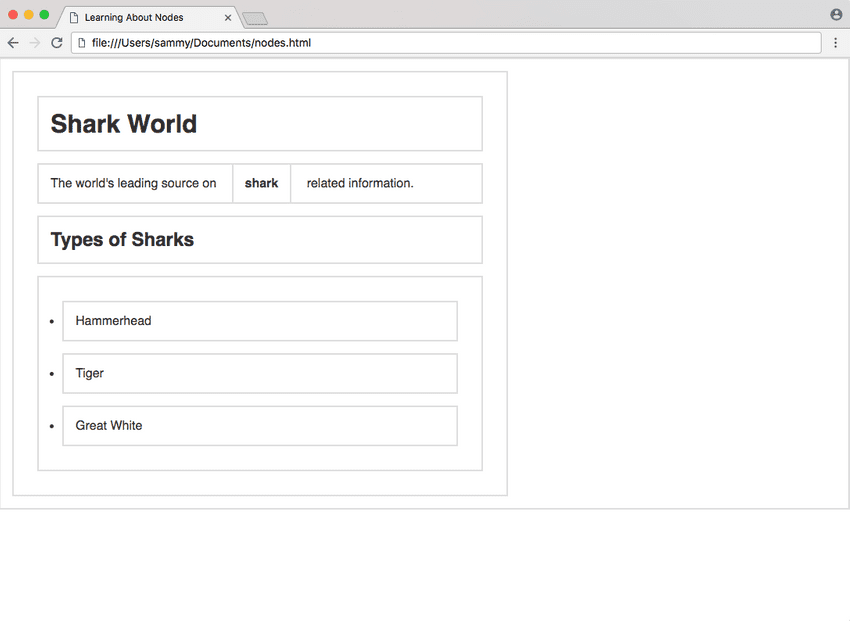 Learning About Nodes
file:///Users/sammy/Documents/nodes.html
Shark World
The world's leading source on shark related information.
Types of Sharks
Hammerhead
Tiger
Great White